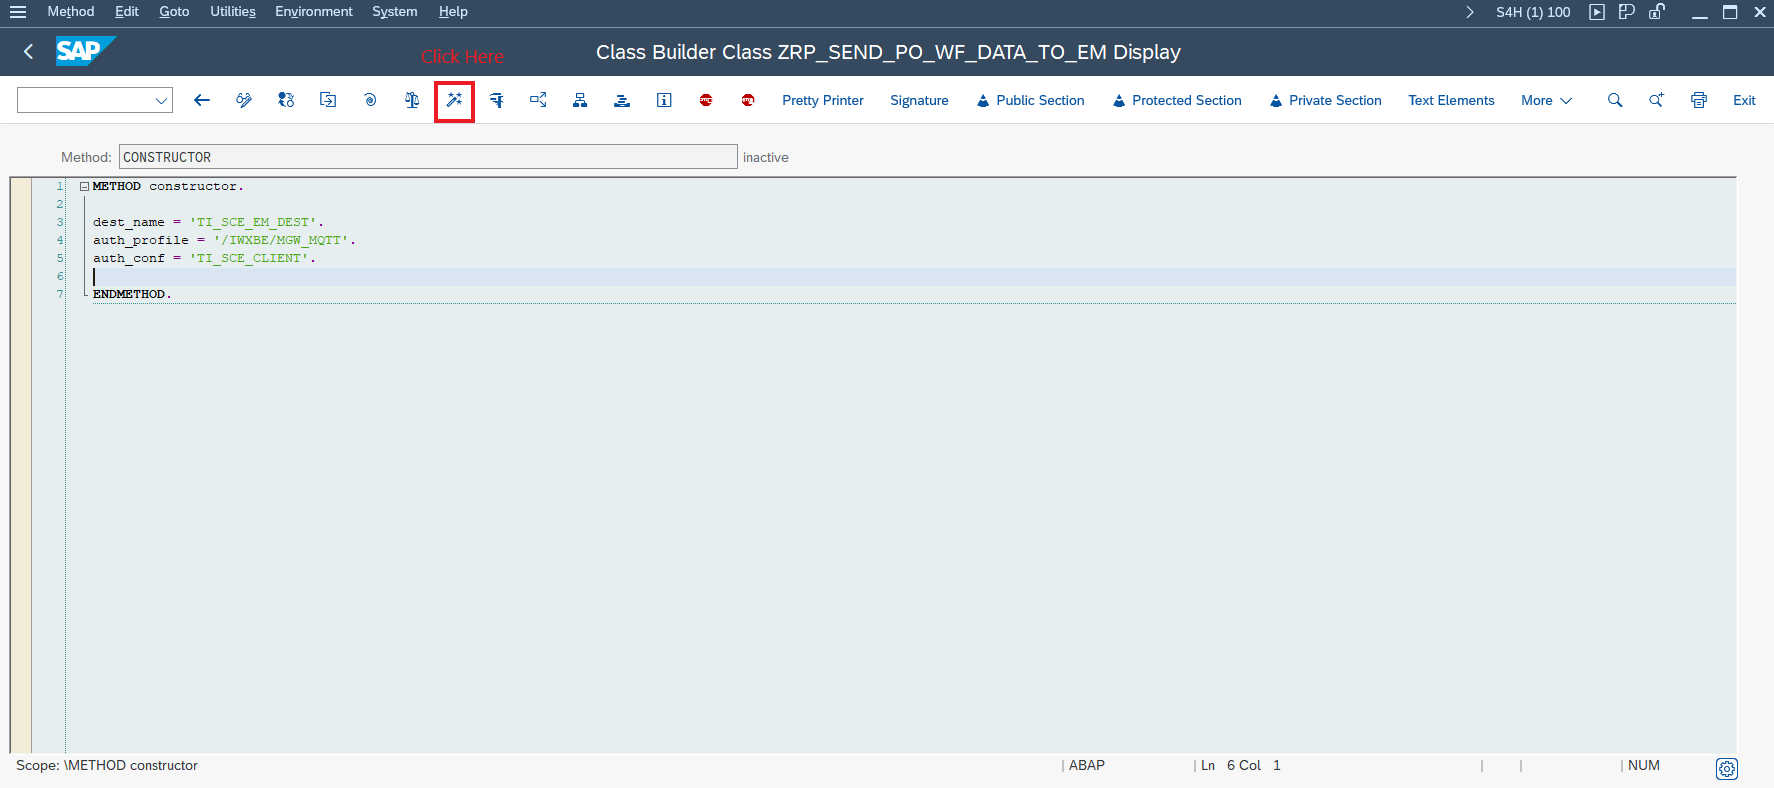 Method Edit Goto Utilities Environment System Help S4H (1) 100
SAP Click Here Class Builder Class ZRP_SEND_PO_WF_DATA_TO_EM Display
Pretty Printer Signature Public Section Protected Section Private Section Text Elements More Exit
Method: CONSTRUCTOR inactive
1 METHOD constructor.
2
3 dest_name = 'TI_SCE_EM_DEST'.
4 auth_profile = '/IWXBE/MGW_MQTT'.
5 auth_conf = 'TI_SCE_CLIENT'.
6
7 ENDMETHOD.
Scope: \METHOD constructor ABAP Ln 6 Col 1 NUM